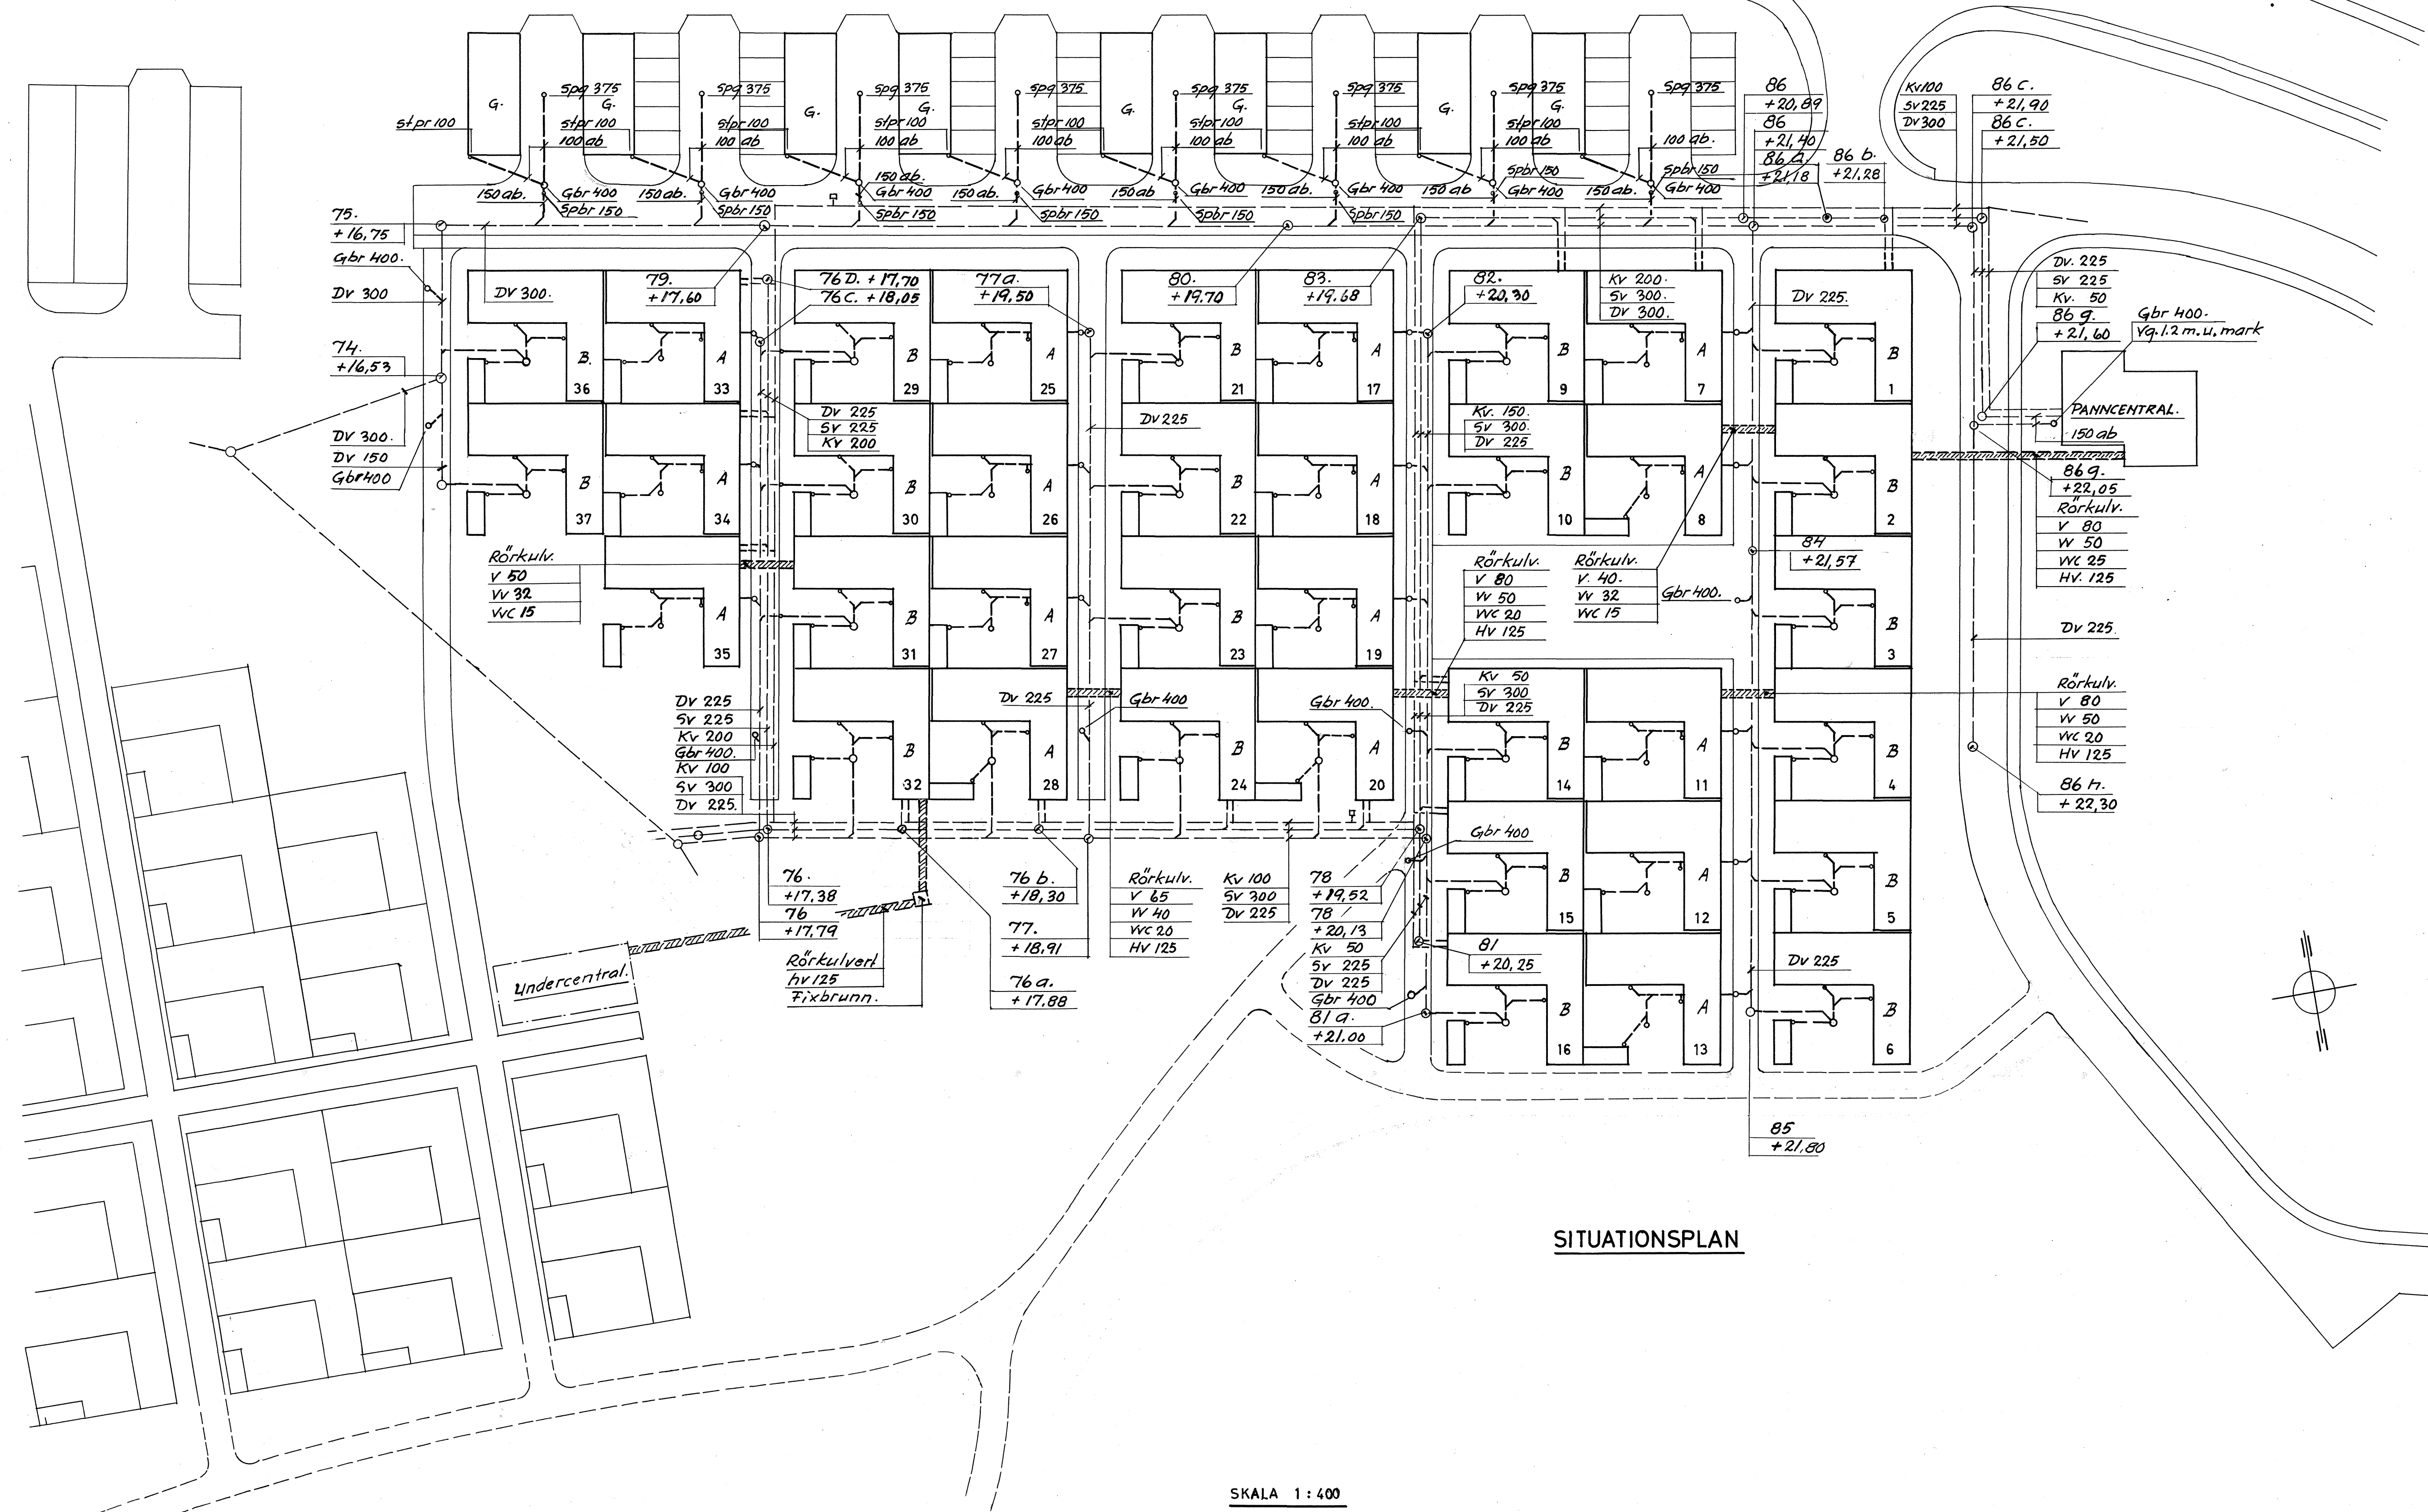 G.
G.
G.
G.
G.
G.
G.
G.
spg 375
spg 375
spg 375
spg 375
spg 375
spg 375
spg 375
spg 375
stpr 100
stpr 100
stpr 100
stpr 100
stpr 100
stpr 100
stpr 100
stpr 100
100 ab
100 ab
100 ab
100 ab
100 ab
100 ab
100 ab
100 ab.
150 ab.
Gbr 400
Spbr 150
150 ab.
Gbr 400
Spbr 150
150 ab.
Gbr 400
Spbr 150
150 ab.
Gbr 400
Spbr 150
150 ab
Gbr 400
Spbr 150
150 ab.
Gbr 400
Spbr 150
150 ab
Spbr 150
Gbr 400
150 ab.
Spbr 150
Gbr 400
86
+20,89
86
+21,40
86 a.
+21,18
86 b.
+21,28
Kv100
Sv 225
Dv 300
86 c.
+21,90
86 c.
+21,50
75.
+16,75
Gbr 400.
DV 300
74.
+16,53
DV 300.
DV 150
Gbr 400
DV 300.
79.
+17,60
76 D. +17,70
76 C. +18,05
77a.
+19,50
80.
+19.70
83.
+19.68
82.
+20,30
Kv 200.
Sv 300.
Dv 300.
Dv 225.
Dv. 225
Sv 225
Kv. 50
86 g.
+21,60
Gbr 400.
Vg.1.2 m.u.mark
PANNCENTRAL.
150 ab
86g.
+22,05
Rörkulv.
V 80
VV 50
VVC 25
HV. 125
B.
36
A
33
B
29
A
25
B
21
A
17
B
9
A
7
B
1
Dv 225
Sv 225
Kv 200
Dv 225
Kv. 150.
Sv 300.
Dv 225
B
37
A
34
B
30
A
26
B
22
A
18
B
10
A
8
B
2
Rörkulv.
V 50
VV 32
VVC 15
Rörkulv.
V 80
VV 50
VVC 20
HV 125
Rörkulv.
V. 40.
VV 32
VVC 15
Gbr 400.
84
+21,57
Dv 225.
A
35
B
31
A
27
B
23
A
19
B
3
Dv 225
Sv 225
Kv 200
Gbr 400.
Kv 100
Sv 300
Dv 225.
Dv 225
Gbr 400
Gbr 400.
Kv 50
Sv 300
Dv 225
Rörkulv.
V 80
VV 50
VVC 20
HV 125
86 h.
+22,30
B
32
A
28
B
24
A
20
B
14
A
11
B
4
Gbr 400
76.
+17,38
76
+17,79
Rörkulvert
hv 125
Fixbrunn.
76 b.
+18,30
77.
+18,91
76 a.
+17,88
Rörkulv.
V 65
VV 40
VVC 20
HV 125
Kv 100
Sv 300
Dv 225
78
+19,52
78
+20,13
Kv 50
Sv 225
Dv 225
Gbr 400
81 a.
+21.00
81
+20,25
B
15
A
12
B
5
Dv 225
B
16
A
13
B
6
Undercentral.
85
+21,80
SITUATIONSPLAN
SKALA 1:400